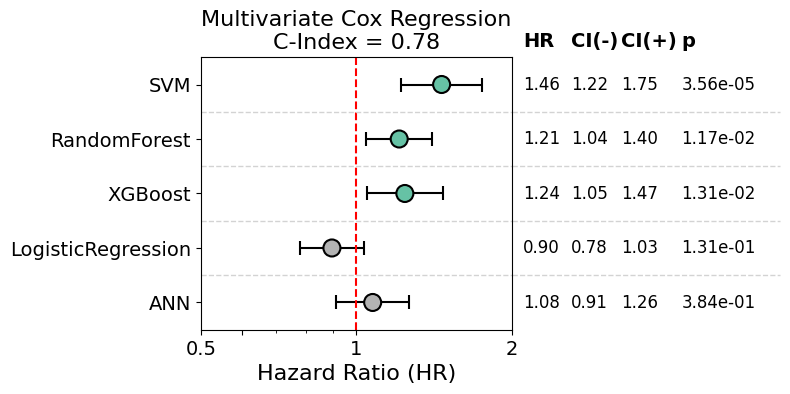 Multivariate Cox Regression
C-Index = 0.78
HR CI(-) CI(+) p
SVM 1.46 1.22 1.75 3.56e-05
RandomForest 1.21 1.04 1.40 1.17e-02
XGBoost 1.24 1.05 1.47 1.31e-02
LogisticRegression 0.90 0.78 1.03 1.31e-01
ANN 1.08 0.91 1.26 3.84e-01
0.5 1 2
Hazard Ratio (HR)